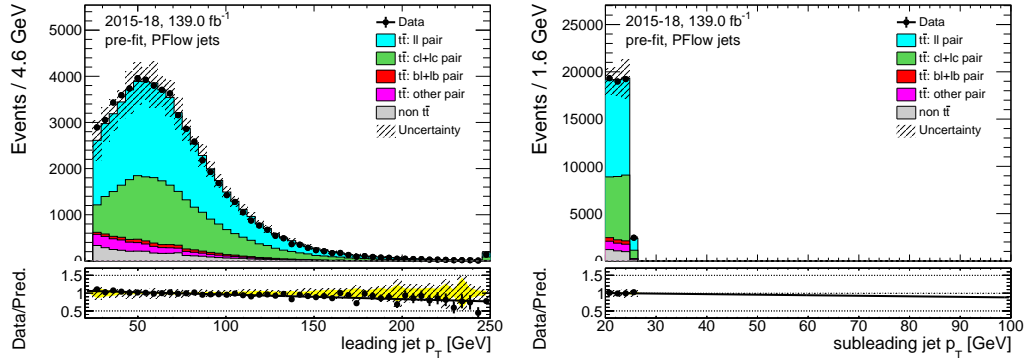 2015-18, 139.0 fb⁻¹
pre-fit, PFlow jets
Data
tt̄: ll pair
tt̄: cl+lc pair
tt̄: bl+lb pair
tt̄: other pair
non tt̄
Uncertainty
Events / 4.6 GeV
5000
4000
3000
2000
1000
0
Data/Pred.
1.5
1
0.5
50
100
150
200
250
leading jet p_T [GeV]
2015-18, 139.0 fb⁻¹
pre-fit, PFlow jets
Data
tt̄: ll pair
tt̄: cl+lc pair
tt̄: bl+lb pair
tt̄: other pair
non tt̄
Uncertainty
Events / 1.6 GeV
25000
20000
15000
10000
5000
0
Data/Pred.
1.5
1
0.5
20
30
40
50
60
70
80
90
100
subleading jet p_T [GeV]